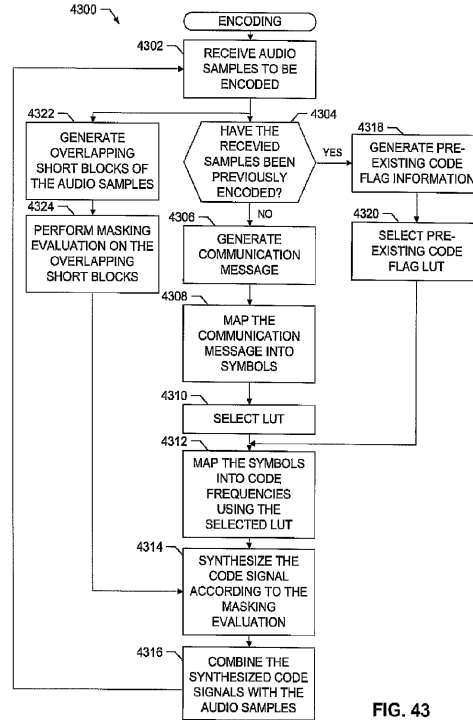 4300
ENCODING
4302
RECEIVE AUDIO
SAMPLES TO BE
ENCODED
4322
GENERATE
OVERLAPPING
SHORT BLOCKS OF
THE AUDIO SAMPLES
4324
PERFORM MASKING
EVALUATION ON THE
OVERLAPPING
SHORT BLOCKS
4304
HAVE THE
RECEVIED
SAMPLES BEEN
PREVIOUSLY
ENCODED?
YES
NO
4318
GENERATE PRE-
EXISTING CODE
FLAG INFORMATION
4320
SELECT PRE-
EXISTING CODE
FLAG LUT
4306
GENERATE
COMMUNICATION
MESSAGE
4308
MAP THE
COMMUNICATION
MESSAGE INTO
SYMBOLS
4310
SELECT LUT
4312
MAP THE SYMBOLS
INTO CODE
FREQUENCIES
USING THE
SELECTED LUT
4314
SYNTHESIZE THE
CODE SIGNAL
ACCORDING TO THE
MASKING
EVALUATION
4316
COMBINE THE
SYNTHESIZED CODE
SIGNALS WITH THE
AUDIO SAMPLES
FIG. 43